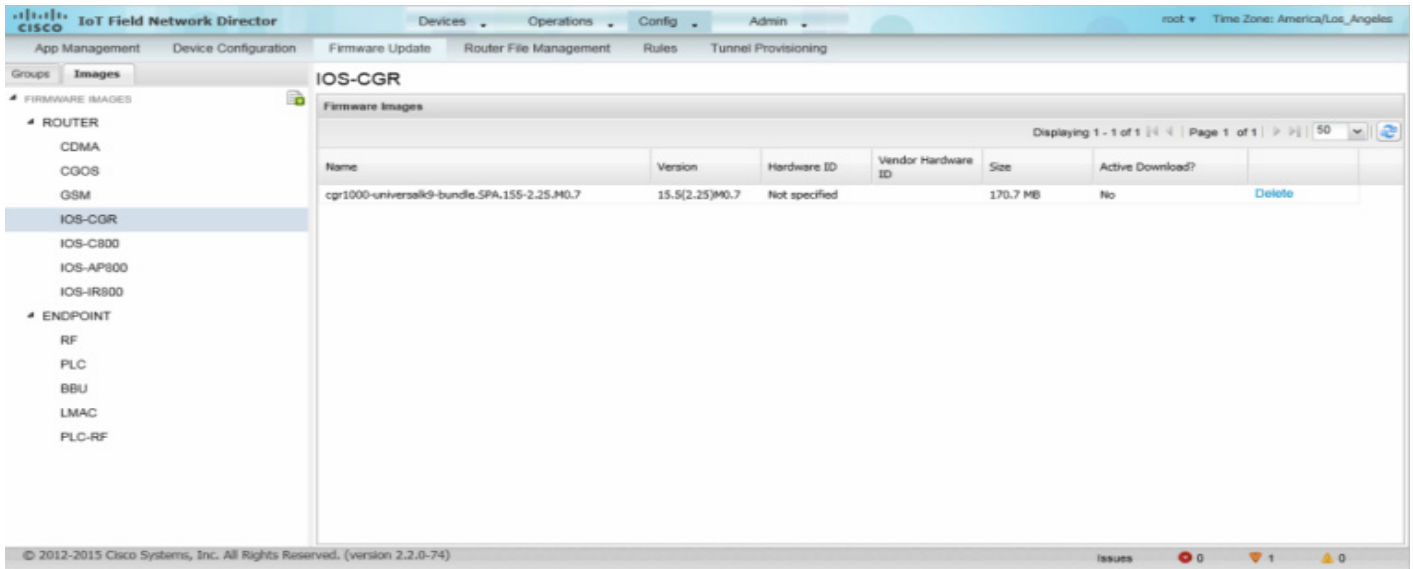 CISCO IoT Field Network Director
Devices Operations Config Admin
root Time Zone: America/Los_Angeles
App Management Device Configuration Firmware Update Router File Management Rules Tunnel Provisioning
Groups Images
FIRMWARE IMAGES
ROUTER
CDMA
CGOS
GSM
IOS-CGR
IOS-C800
IOS-AP800
IOS-IR800
ENDPOINT
RF
PLC
BBU
LMAC
PLC-RF
IOS-CGR
Firmware Images
Displaying 1 - 1 of 1 Page 1 of 1 50
Name Version Hardware ID Vendor Hardware ID Size Active Download?
cgr1000-universalk9-bundle.SPA.155-2.25.M0.7 15.5(2.25)M0.7 Not specified 170.7 MB No Delete
© 2012-2015 Cisco Systems, Inc. All Rights Reserved. (version 2.2.0-74)
Issues 0 1 0